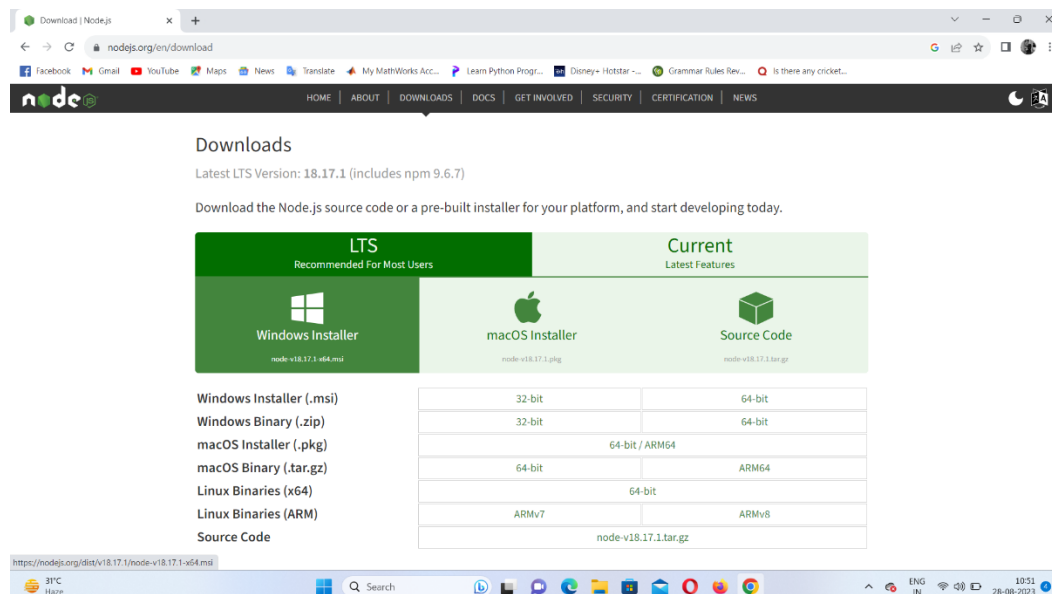 Download | Node.js
nodejs.org/en/download
Facebook Gmail YouTube Maps News Translate My MathWorks Acc... Learn Python Progr... Disney+ Hotstar -... Grammar Rules Rev... Is there any cricket...
node JS HOME ABOUT DOWNLOADS DOCS GET INVOLVED SECURITY CERTIFICATION NEWS
Downloads
Latest LTS Version: 18.17.1 (includes npm 9.6.7)
Download the Node.js source code or a pre-built installer for your platform, and start developing today.
LTS Current
Recommended For Most Users Latest Features
Windows Installer macOS Installer Source Code
node-v18.17.1-x64.msi node-v18.17.1.pkg node-v18.17.1.tar.gz
Windows Installer (.msi) 32-bit 64-bit
Windows Binary (.zip) 32-bit 64-bit
macOS Installer (.pkg) 64-bit / ARM64
macOS Binary (.tar.gz) 64-bit ARM64
Linux Binaries (x64) 64-bit
Linux Binaries (ARM) ARMv7 ARMv8
Source Code node-v18.17.1.tar.gz
https://nodejs.org/dist/v18.17.1/node-v18.17.1-x64.msi
31°C Search ENG 10:51
Haze IN 28-08-2023